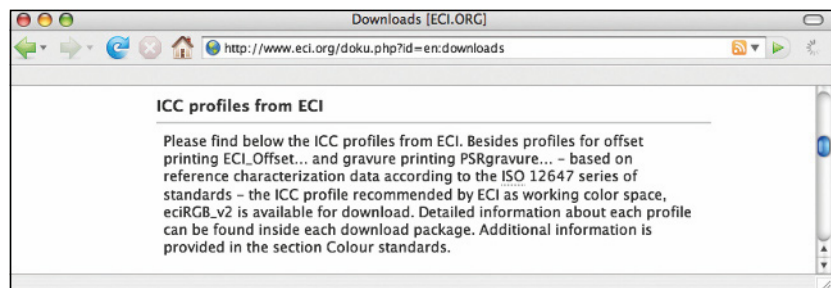 Downloads [ECI.ORG]
http://www.eci.org/doku.php?id=en:downloads
ICC profiles from ECI
Please find below the ICC profiles from ECI. Besides profiles for offset
printing ECI_Offset... and gravure printing PSRgravure... – based on
reference characterization data according to the ISO 12647 series of
standards – the ICC profile recommended by ECI as working color space,
eciRGB_v2 is available for download. Detailed information about each profile
can be found inside each download package. Additional information is
provided in the section Colour standards.